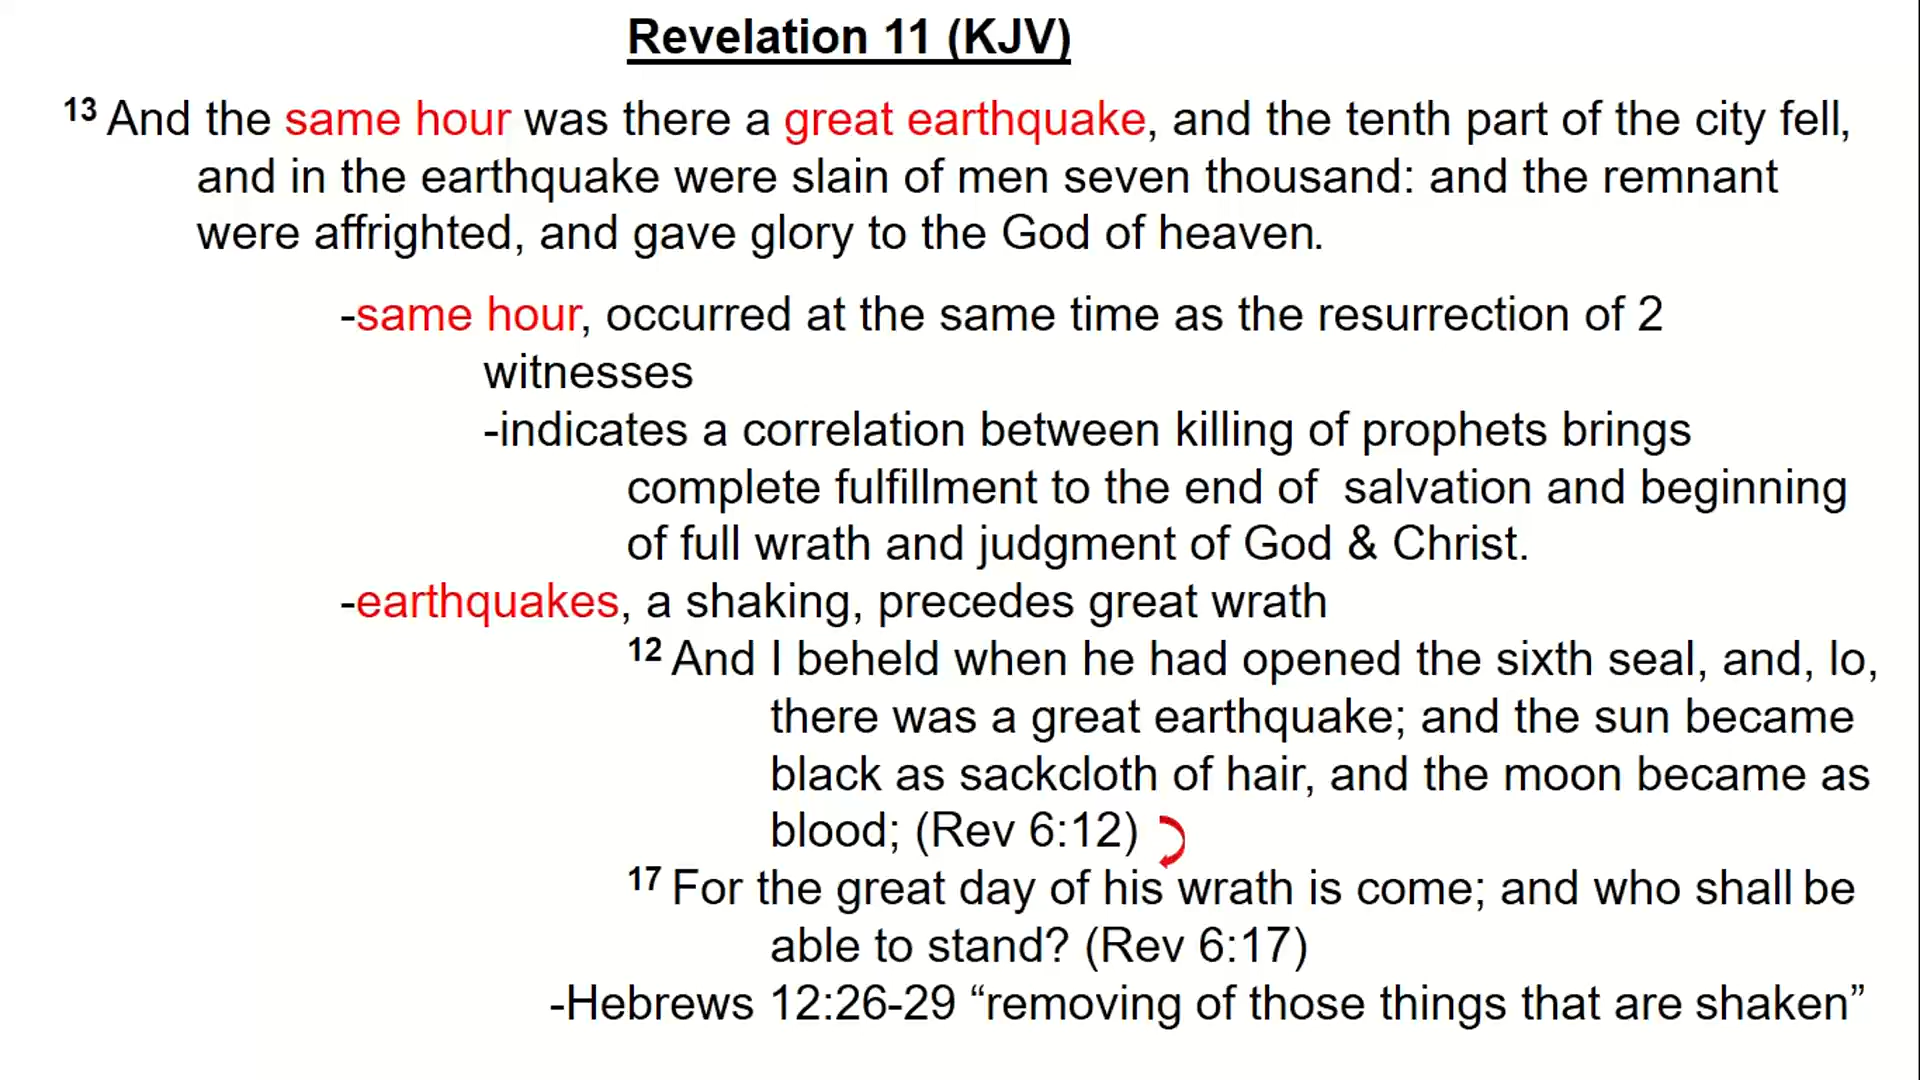 Revelation 11 (KJV)
13 And the same hour was there a great earthquake, and the tenth part of the city fell,
and in the earthquake were slain of men seven thousand: and the remnant
were affrighted, and gave glory to the God of heaven.
-same hour, occurred at the same time as the resurrection of 2
witnesses
-indicates a correlation between killing of prophets brings
complete fulfillment to the end of salvation and beginning
of full wrath and judgment of God & Christ.
-earthquakes, a shaking, precedes great wrath
12 And I beheld when he had opened the sixth seal, and, lo,
there was a great earthquake; and the sun became
black as sackcloth of hair, and the moon became as
blood; (Rev 6:12)
17 For the great day of his wrath is come; and who shall be
able to stand? (Rev 6:17)
-Hebrews 12:26-29 “removing of those things that are shaken”